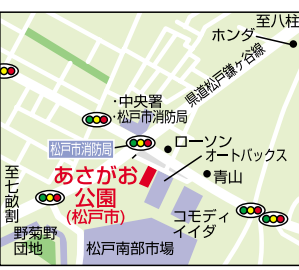 至八柱
ホンダ
県道松戸鎌ケ谷線
・中央署
・松戸市消防局
松戸市消防局
ローソン
オートバックス
あさがお
公園
(松戸市)
青山
至七畝割
コモディ
イイダ
野菊野
団地
松戸南部市場